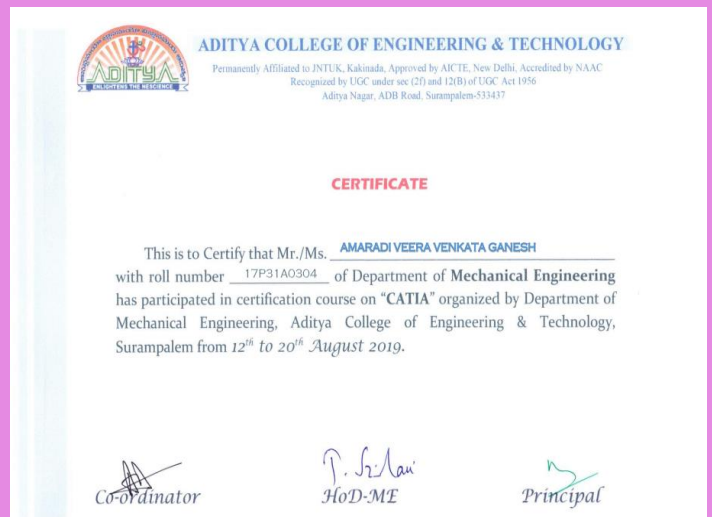 ADITYA
ENLIGHTENS THE NESCIENCE
ADITYA COLLEGE OF ENGINEERING & TECHNOLOGY
Permanently Affiliated to JNTUK, Kakinada, Approved by AICTE, New Delhi, Accredited by NAAC
Recognized by UGC under sec (2f) and 12(B) of UGC Act 1956
Aditya Nagar, ADB Road, Surampalem-533437
CERTIFICATE
This is to Certify that Mr./Ms. AMARADI VEERA VENKATA GANESH
with roll number 17P31A0304 of Department of Mechanical Engineering
has participated in certification course on “CATIA” organized by Department of
Mechanical Engineering, Aditya College of Engineering & Technology,
Surampalem from 12th to 20th August 2019.
Co-ordinator
HoD-ME
Principal